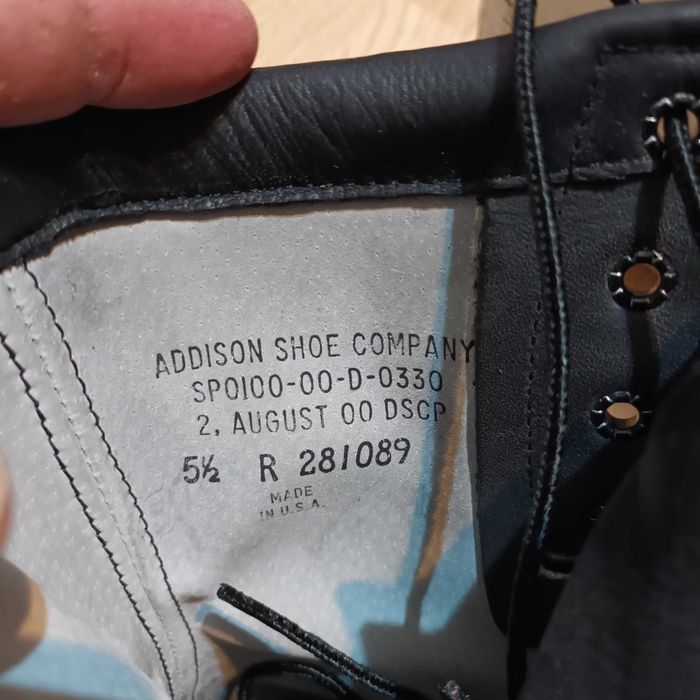 ADDISON SHOE COMPANY
SP0100-00-D-0330
2, AUGUST 00 DSCP
5½ R 281089
MADE
IN U.S.A.